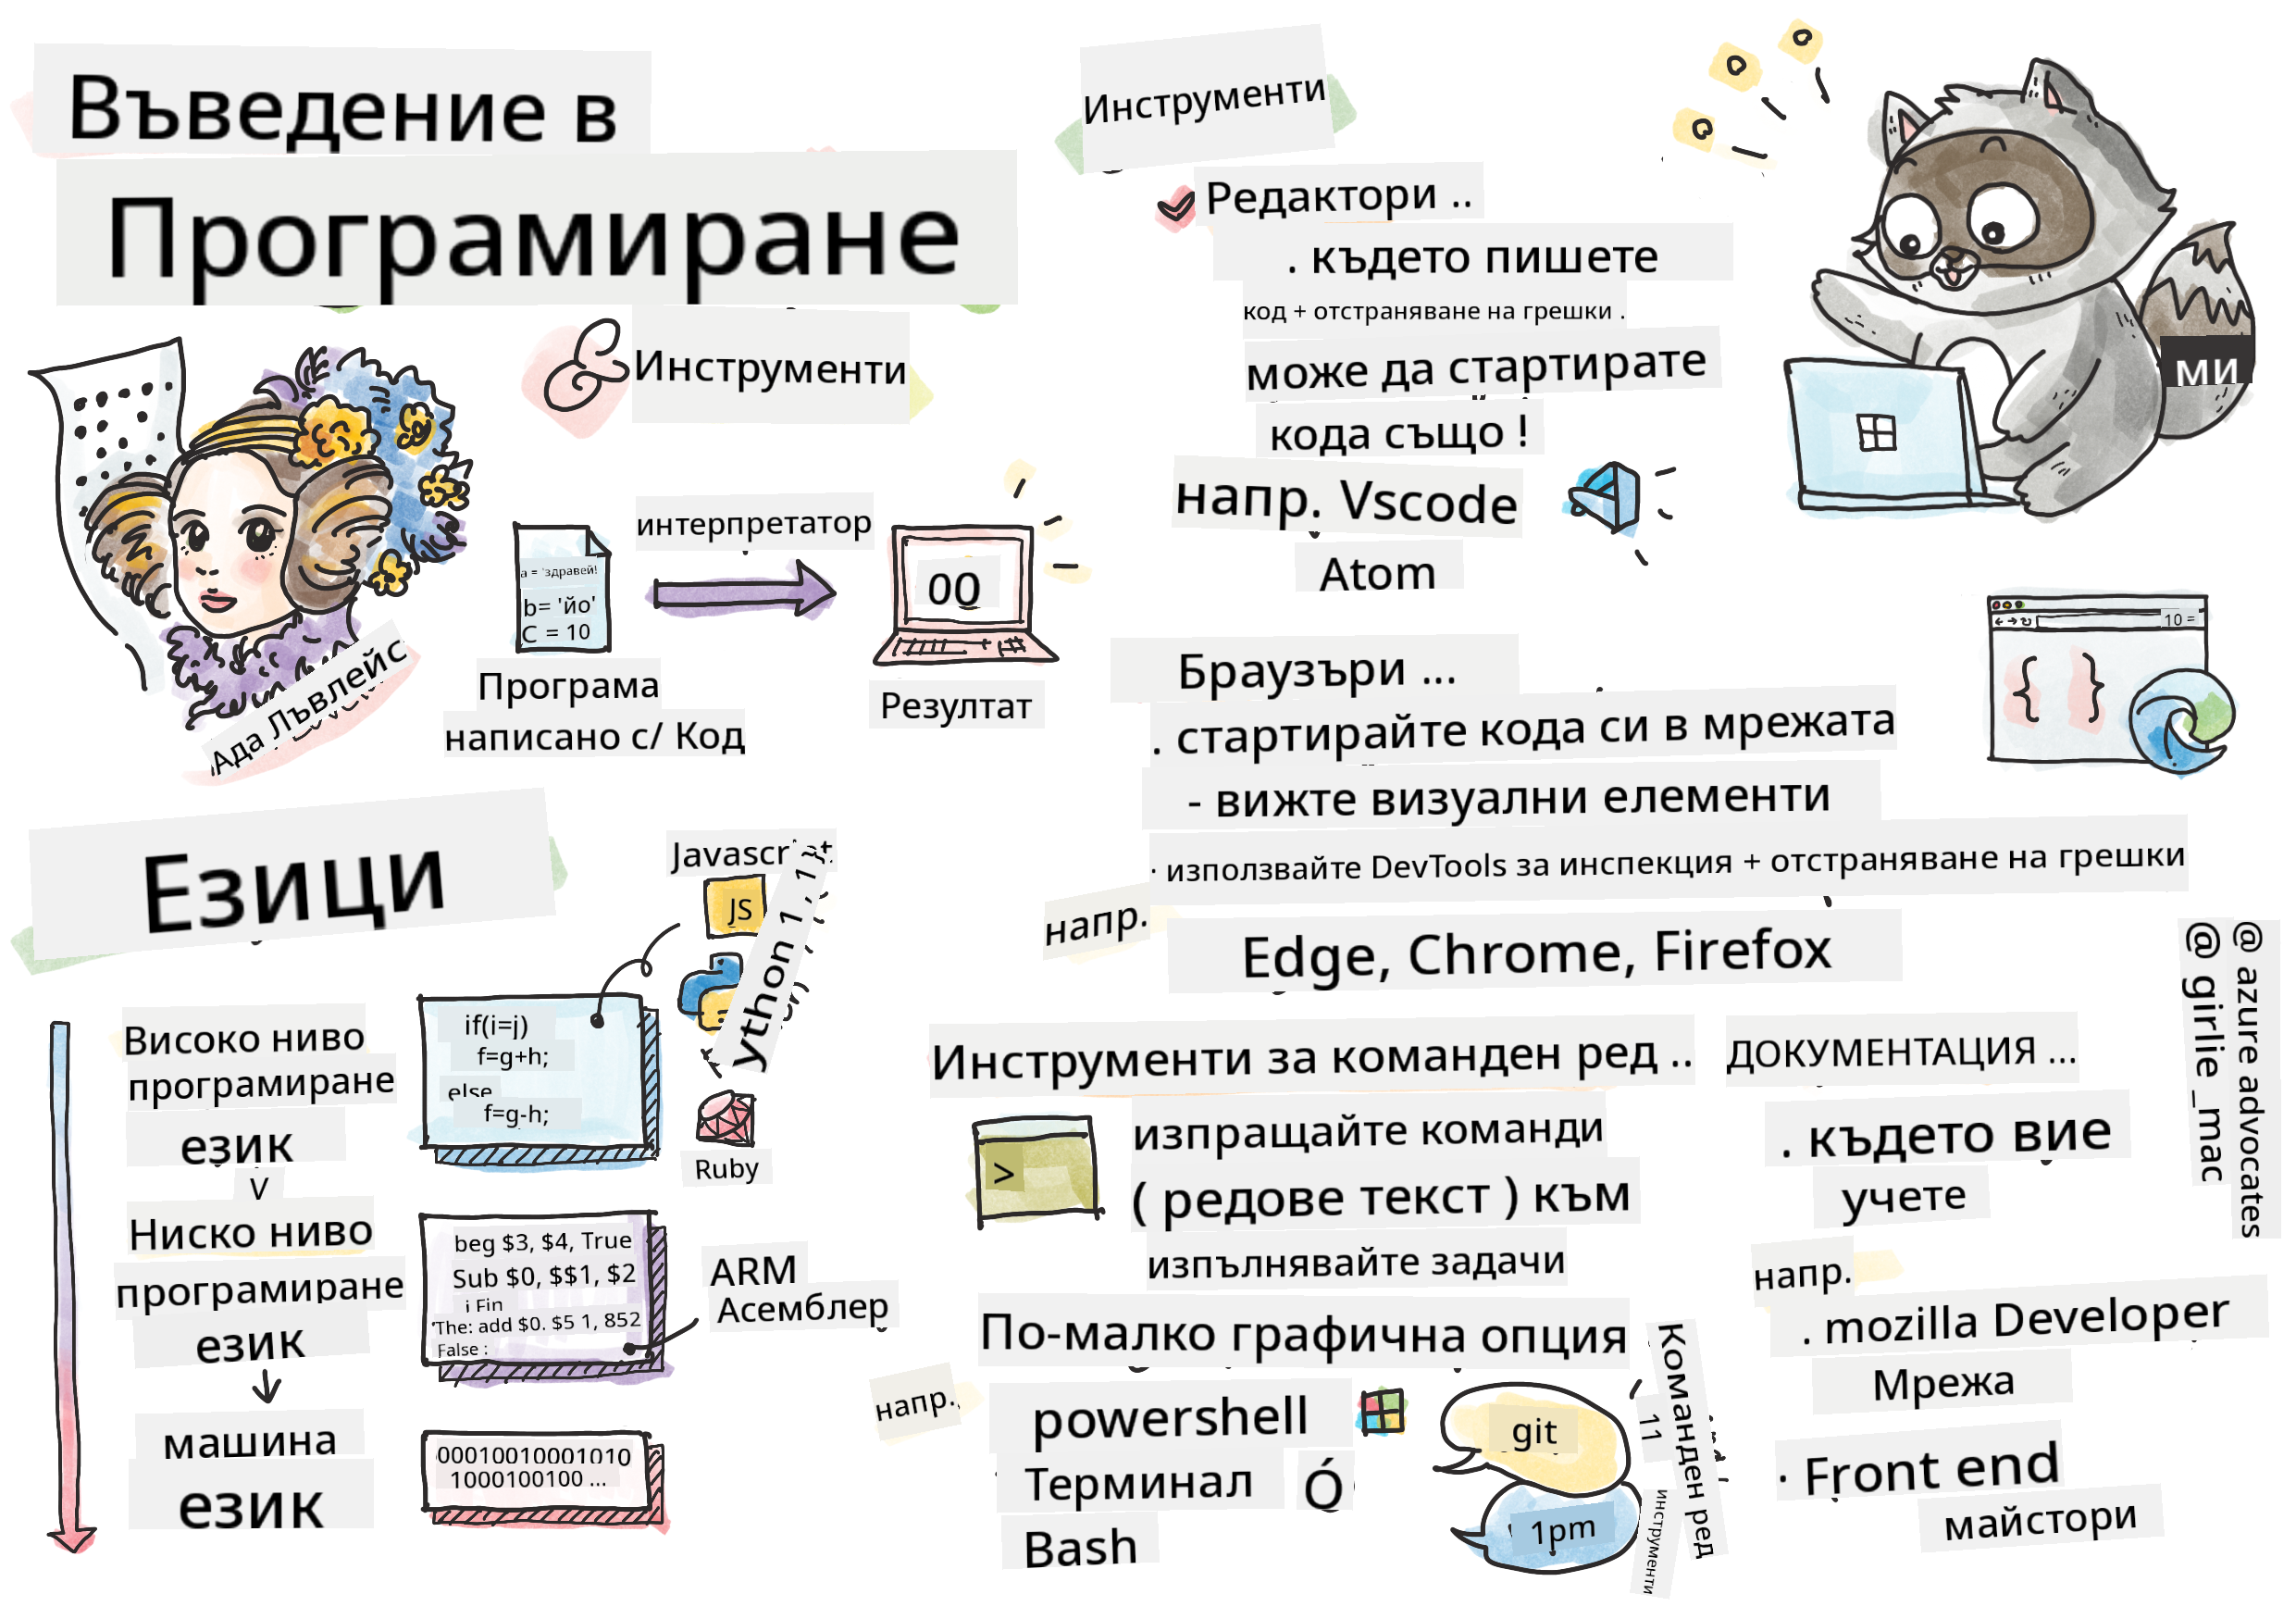 Въведение в
Програмиране
& Инструменти
Ада Лъвлейс
а = 'здравей!
b= 'йо'
C = 10
Програма
написано с/ Код
интерпретатор
00
Резултат
Езици
Високо ниво
програмиране
език
V
Ниско ниво
програмиране
език
машина
език
if(i=j)
f=g+h;
else
f=g-h;
Javascript
JS
ython 1, 1
Ruby
beg $3, $4, True
Sub $0, $$1, $2
j Fin
The: add $0. $5 1, 852
False :
ARM
Асемблер
00010010001010
1000100100 ...
Инструменти
Редактори ..
. където пишете
код + отстраняване на грешки .
може да стартирате
кода също !
напр. Vscode
Atom
ми
Браузъри ...
. стартирайте кода си в мрежата
- вижте визуални елементи
· използвайте DevTools за инспекция + отстраняване на грешки
напр.
Edge, Chrome, Firefox
10 =
{ }
Инструменти за команден ред ..
>
изпращайте команди
( редове текст ) към
изпълнявайте задачи
По-малко графична опция
напр.
powershell
Терминал
Ó
Bash
git
1pm
Команден ред
11
инструменти
ДОКУМЕНТАЦИЯ ...
. където вие
учете
напр.
. mozilla Developer
Мрежа
· Front end
майстори
@ azure advocates
@ girlie_mac